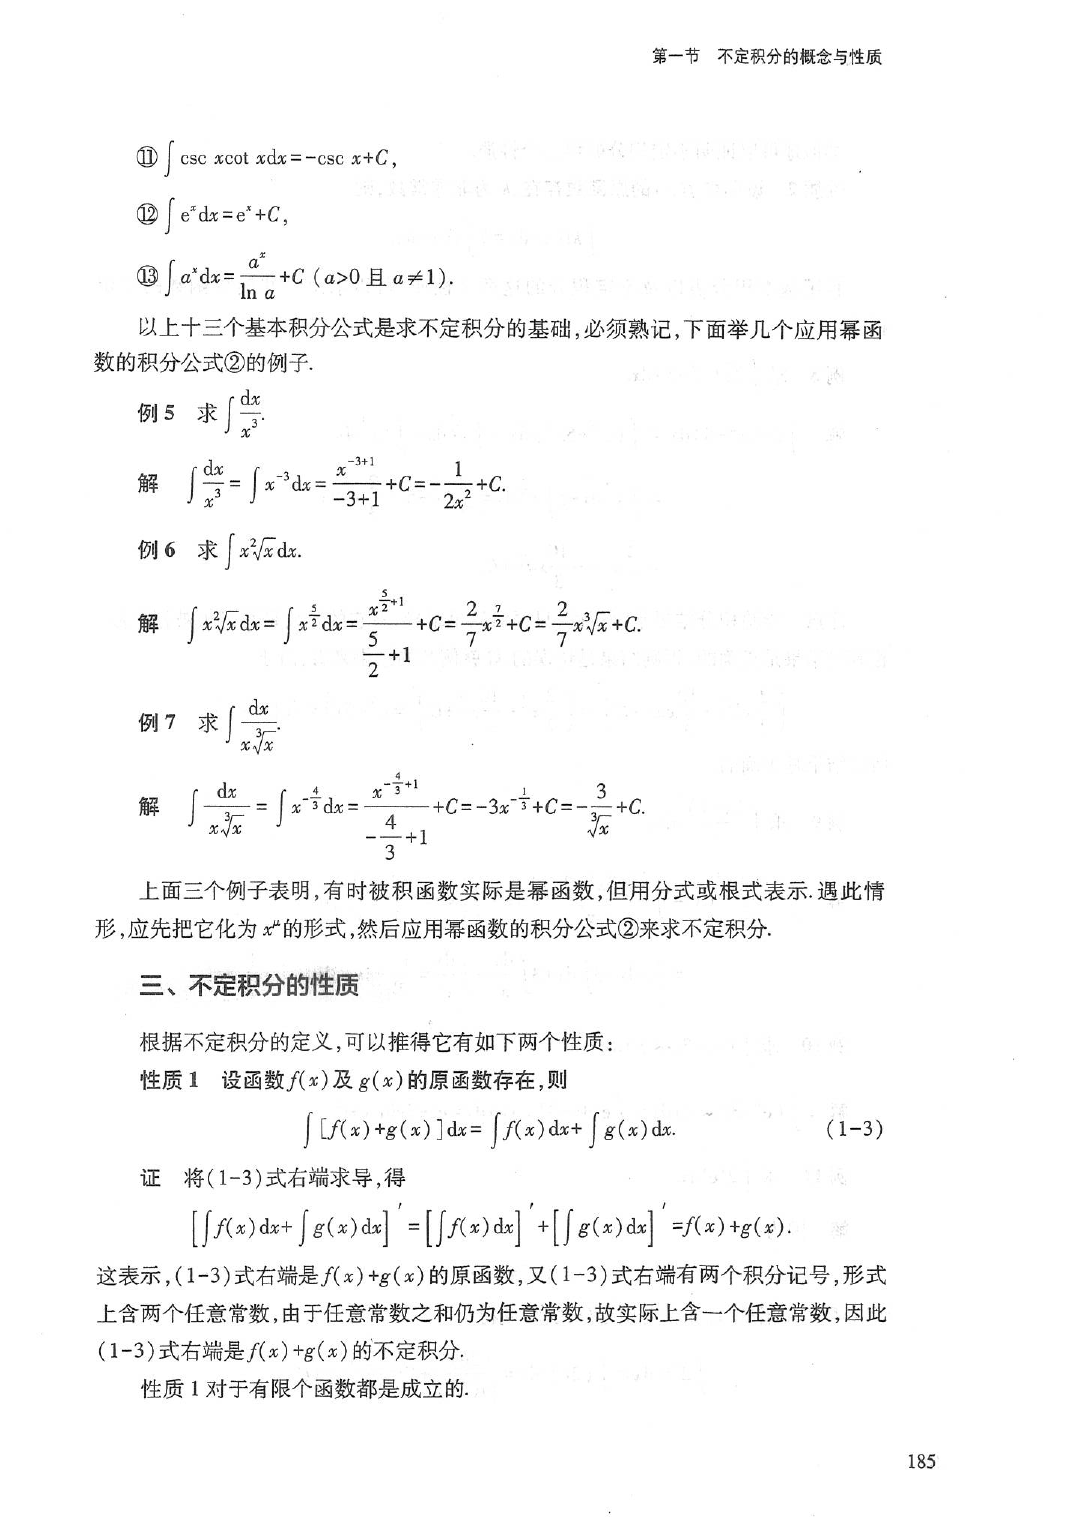 第一节 不定积分的概念与性质
⑪ ∫csc xcot xdx=-csc x+C,
⑫ ∫eˣdx=eˣ+C,
⑬ ∫aˣdx=aˣ/ln a+C (a>0且a≠1).
以上十三个基本积分公式是求不定积分的基础,必须熟记,下面举几个应用幂函
数的积分公式②的例子.
例5 求∫dx/x³.
解 ∫dx/x³=∫x⁻³dx=x^(-3+1)/(-3+1)+C=-1/(2x²)+C.
例6 求∫x²√x dx.
解 ∫x²√x dx=∫x^(5/2)dx=x^(5/2+1)/(5/2+1)+C=2/7x^(7/2)+C=2/7x³√x+C.
例7 求∫dx/(x∛x).
解 ∫dx/(x∛x)=∫x^(-4/3)dx=x^(-4/3+1)/(-4/3+1)+C=-3x^(-1/3)+C=-3/∛x+C.
上面三个例子表明,有时被积函数实际是幂函数,但用分式或根式表示.遇此情
形,应先把它化为x^μ的形式,然后应用幂函数的积分公式②来求不定积分.
三、不定积分的性质
根据不定积分的定义,可以推得它有如下两个性质:
性质1 设函数f(x)及g(x)的原函数存在,则
∫[f(x)+g(x)]dx=∫f(x)dx+∫g(x)dx. (1-3)
证 将(1-3)式右端求导,得
[∫f(x)dx+∫g(x)dx]′=[∫f(x)dx]′+[∫g(x)dx]′=f(x)+g(x).
这表示,(1-3)式右端是f(x)+g(x)的原函数,又(1-3)式右端有两个积分记号,形式
上含两个任意常数,由于任意常数之和仍为任意常数,故实际上含一个任意常数,因此
(1-3)式右端是f(x)+g(x)的不定积分.
性质1对于有限个函数都是成立的.
185